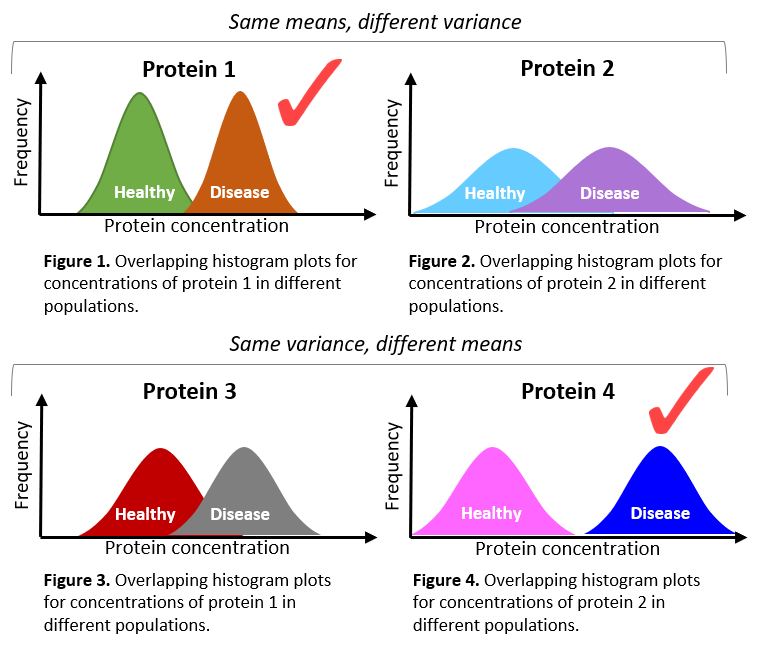 Same means, different variance
Protein 1
Frequency
Healthy
Disease
Protein concentration
Figure 1. Overlapping histogram plots for
concentrations of protein 1 in different
populations.
Protein 2
Frequency
Healthy
Disease
Protein concentration
Figure 2. Overlapping histogram plots for
concentrations of protein 2 in different
populations.
Same variance, different means
Protein 3
Frequency
Healthy
Disease
Protein concentration
Figure 3. Overlapping histogram plots
for concentrations of protein 1 in
different populations.
Protein 4
Frequency
Healthy
Disease
Protein concentration
Figure 4. Overlapping histogram plots
for concentrations of protein 2 in
different populations.